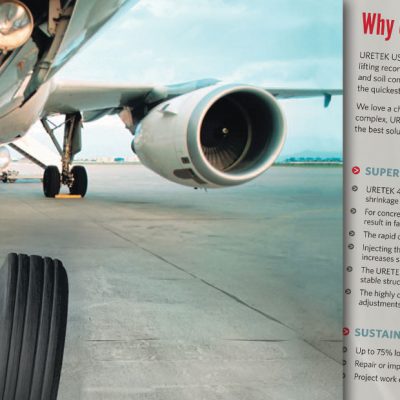 Why
URETEK US
lifting recor
and soil con
the quickest
We love a ch
complex, UR
the best solu
SUPER
URETEK 4
shrinkage
For concre
result in fa
The rapid c
Injecting th
increases s
The URETE
stable struc
The highly c
adjustments
SUSTAIN
Up to 75% lo
Repair or imp
Project work